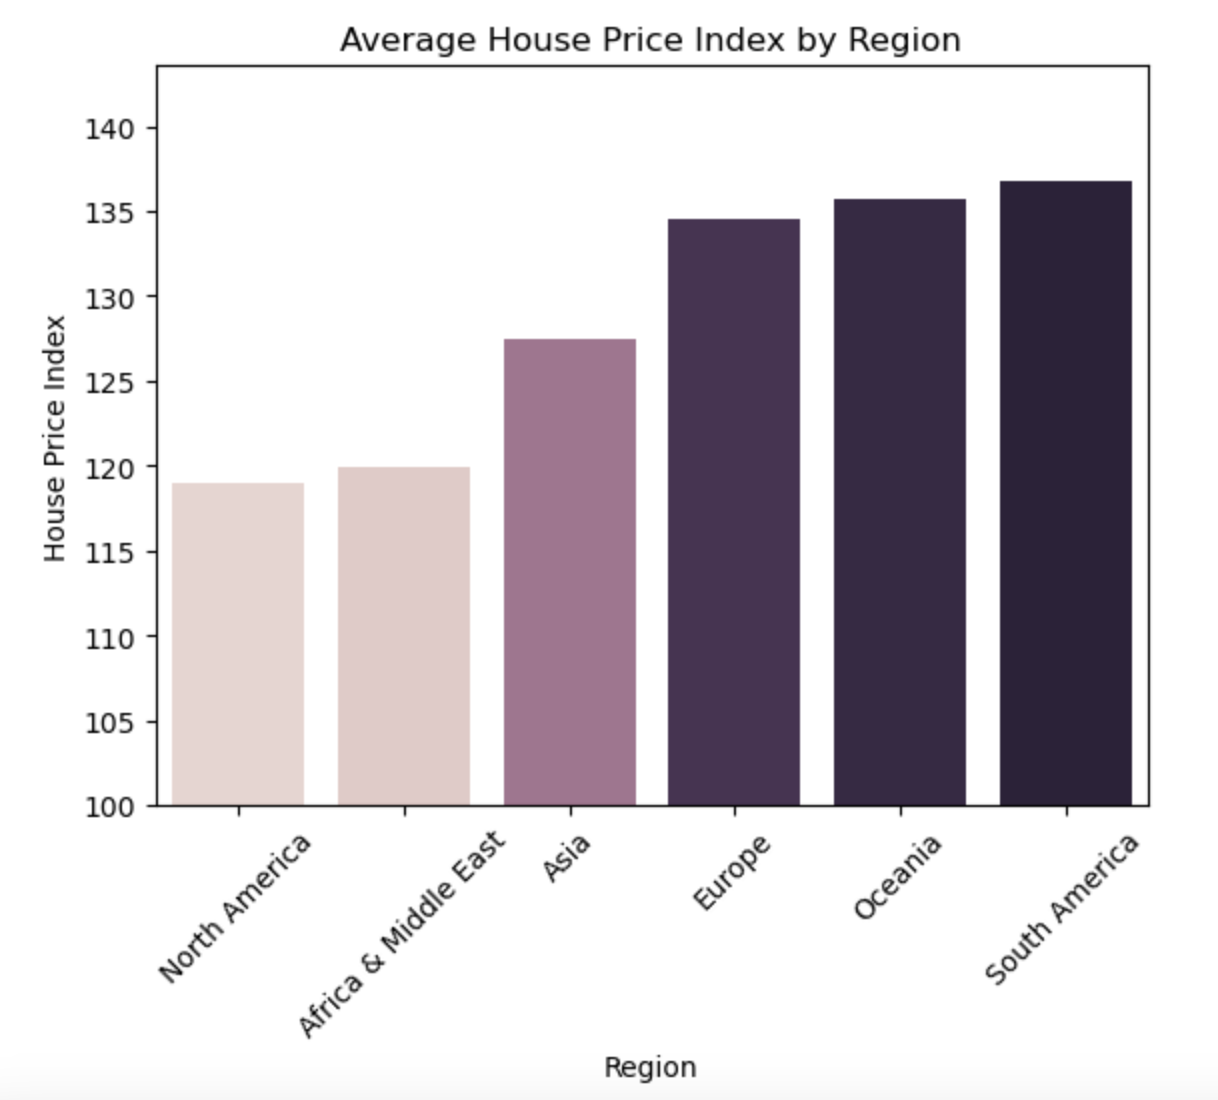 Average House Price Index by Region
House Price Index
140
135
130
125
120
115
110
105
100
North America
Africa & Middle East
Asia
Europe
Oceania
South America
Region